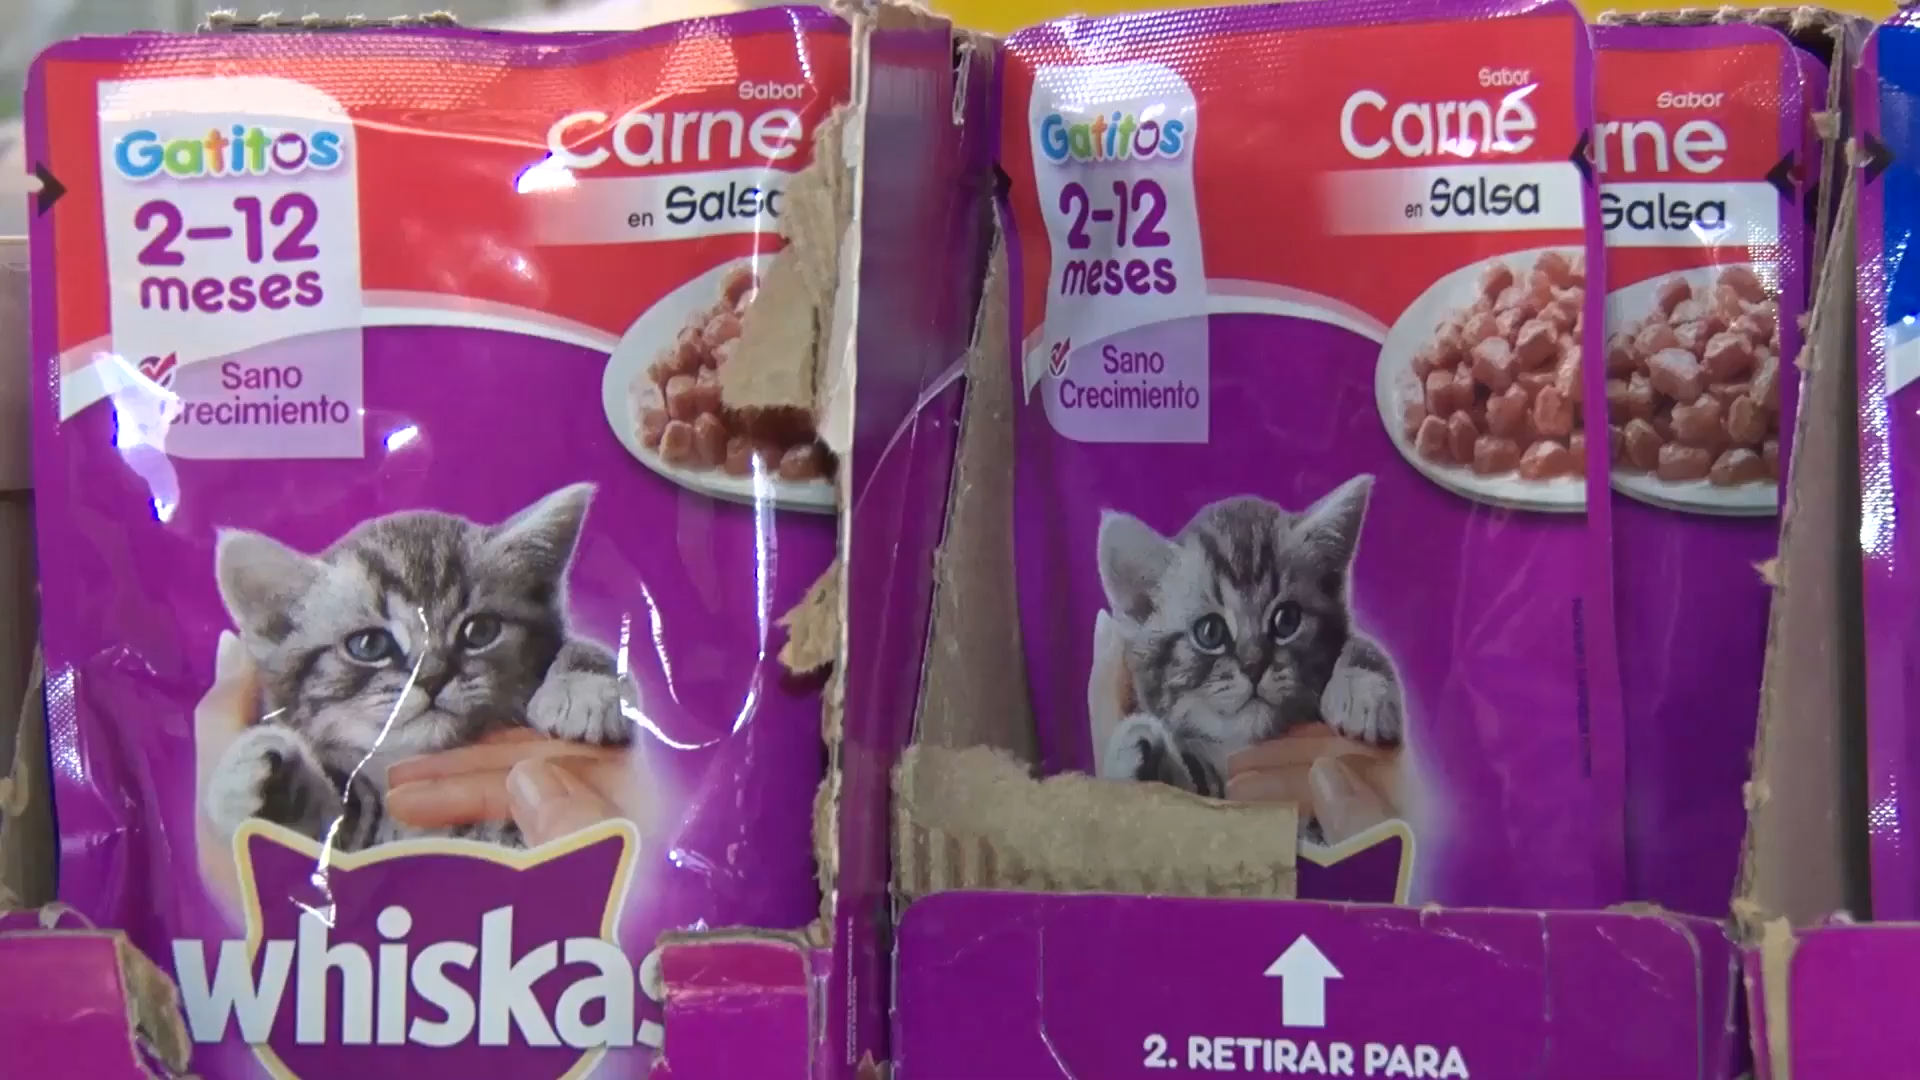 Gatitos
2-12
meses
Sano
Crecimiento
Sabor
Carne
en Salsa
whiskas
Gatitos
2-12
meses
Sano
Crecimiento
Sabor
Carne
en Salsa
Sabor
rne
Salsa
2. RETIRAR PARA